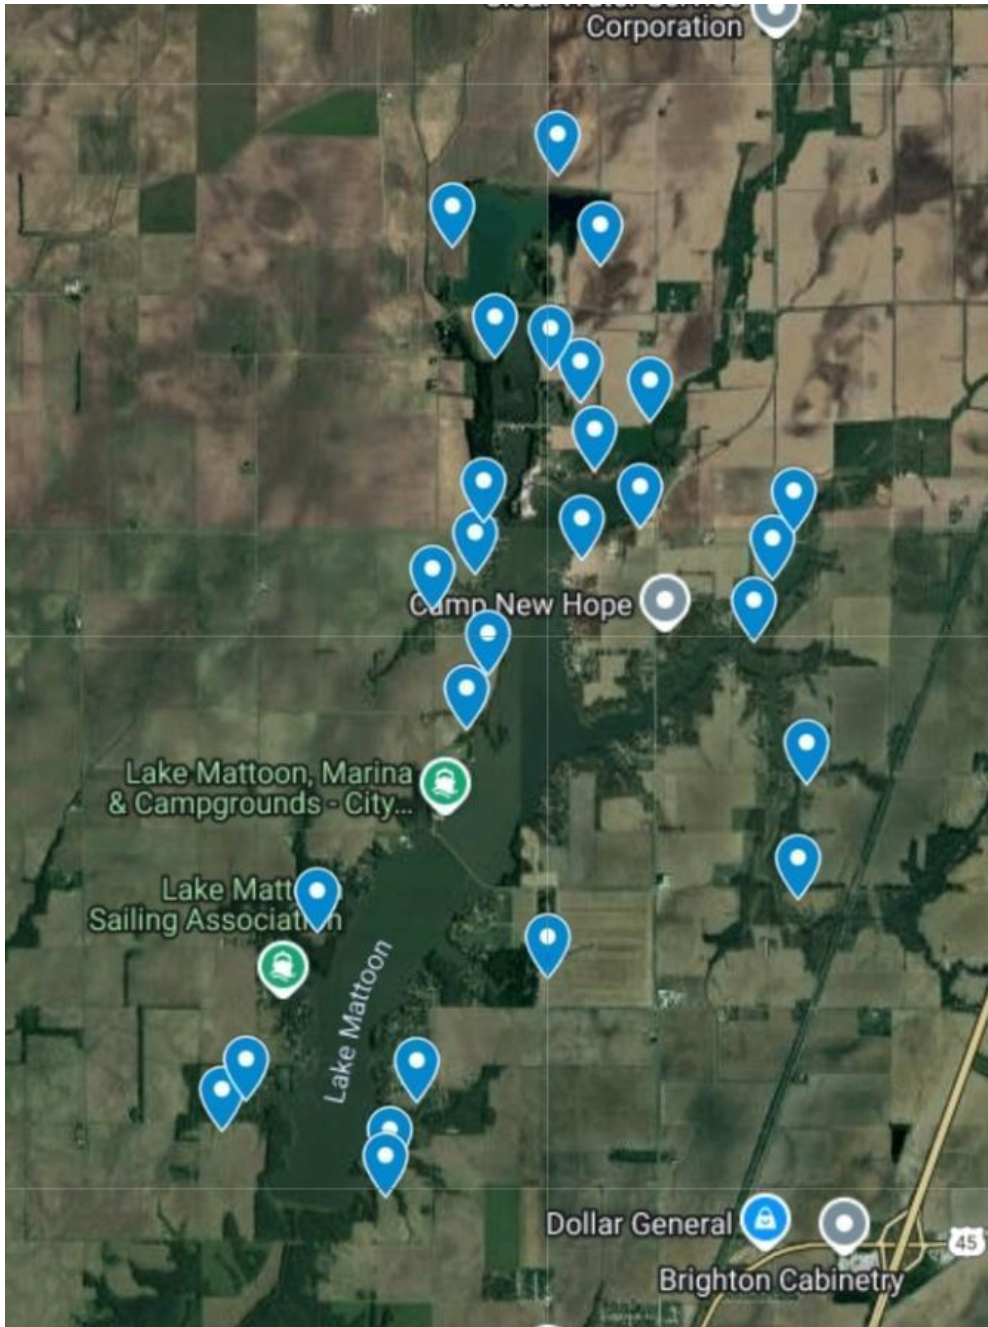 Corporation
Camp New Hope
Lake Mattoon, Marina
& Campgrounds - City...
Lake Matt
Sailing Association
Lake Mattoon
Dollar General
45
Brighton Cabinetry